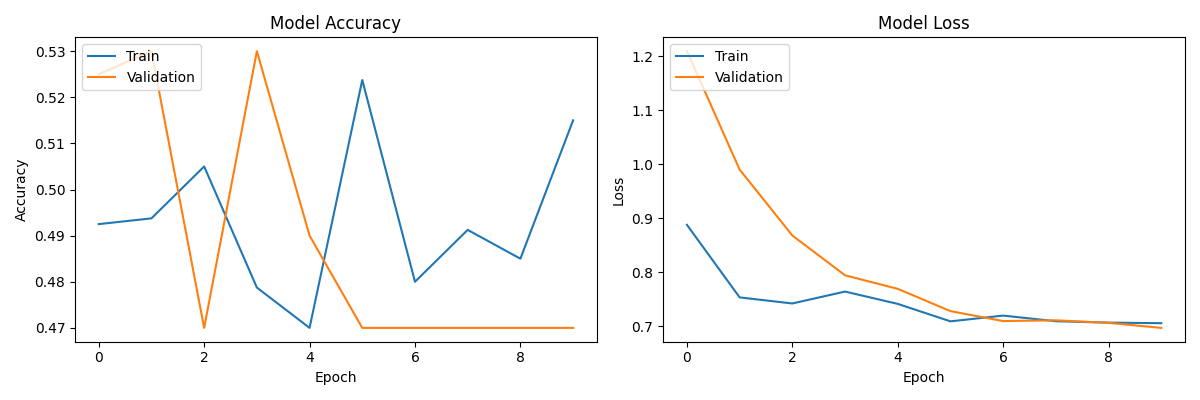 Model Accuracy
Train
Validation
0.53
0.52
0.51
0.50
0.49
0.48
0.47
Accuracy
0 2 4 6 8
Epoch
Model Loss
Train
Validation
1.2
1.1
1.0
0.9
0.8
0.7
Loss
0 2 4 6 8
Epoch